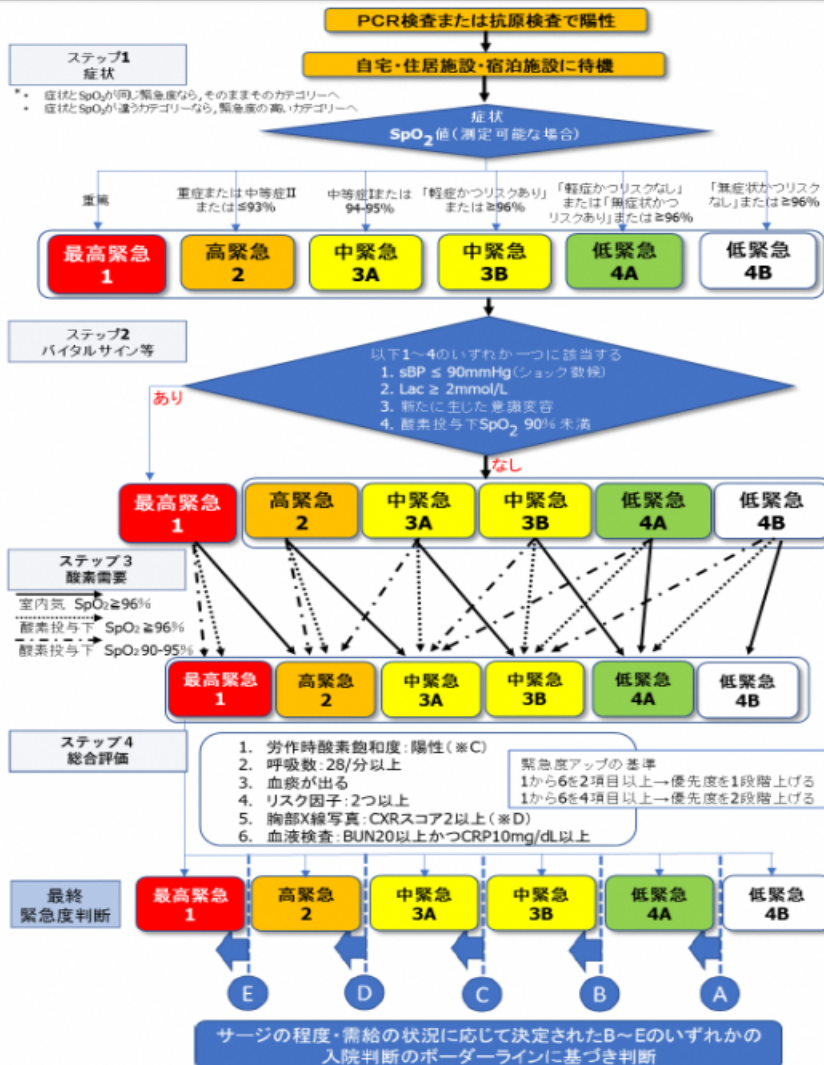 PCR検査または抗原検査で陽性
自宅・住居施設・宿泊施設に待機
ステップ1
症状
*・ 症状とSpO₂が同じ緊急度なら,そのままそのカテゴリーへ
・ 症状とSpO₂が違うカテゴリーなら,緊急度の高いカテゴリーへ
症状
SpO₂値(測定可能な場合)
重篤
重症または中等症II
または≦93%
中等症Iまたは
94-95%
「軽症かつリスクあり」
または≧96%
「軽症かつリスクなし」
または「無症状かつ
リスクあり」または≧96%
「無症状かつリスク
なし」または≧96%
最高緊急
1
高緊急
2
中緊急
3A
中緊急
3B
低緊急
4A
低緊急
4B
ステップ2
バイタルサイン等
以下1～4のいずれか一つに該当する
1. sBP ≤ 90mmHg(ショック徴候)
2. Lac ≥ 2mmol/L
3. 新たに生じた意識変容
4. 酸素投与下SpO₂ 90% 未満
あり
なし
最高緊急
1
高緊急
2
中緊急
3A
中緊急
3B
低緊急
4A
低緊急
4B
ステップ3
酸素需要
室内気 SpO₂≧96%
酸素投与下 SpO₂≧96%
酸素投与下 SpO₂90-95%
最高緊急
1
高緊急
2
中緊急
3A
中緊急
3B
低緊急
4A
低緊急
4B
ステップ4
総合評価
1. 労作時酸素飽和度:陽性(※C)
2. 呼吸数:28/分以上
3. 血痰が出る
4. リスク因子:2つ以上
5. 胸部X線写真:CXRスコア2以上(※D)
6. 血液検査:BUN20以上かつCRP10mg/dL以上
緊急度アップの基準
1から6を2項目以上→優先度を1段階上げる
1から6を4項目以上→優先度を2段階上げる
最終
緊急度判断
最高緊急
1
高緊急
2
中緊急
3A
中緊急
3B
低緊急
4A
低緊急
4B
E
D
C
B
A
サージの程度・需給の状況に応じて決定されたB～Eのいずれかの
入院判断のボーダーラインに基づき判断